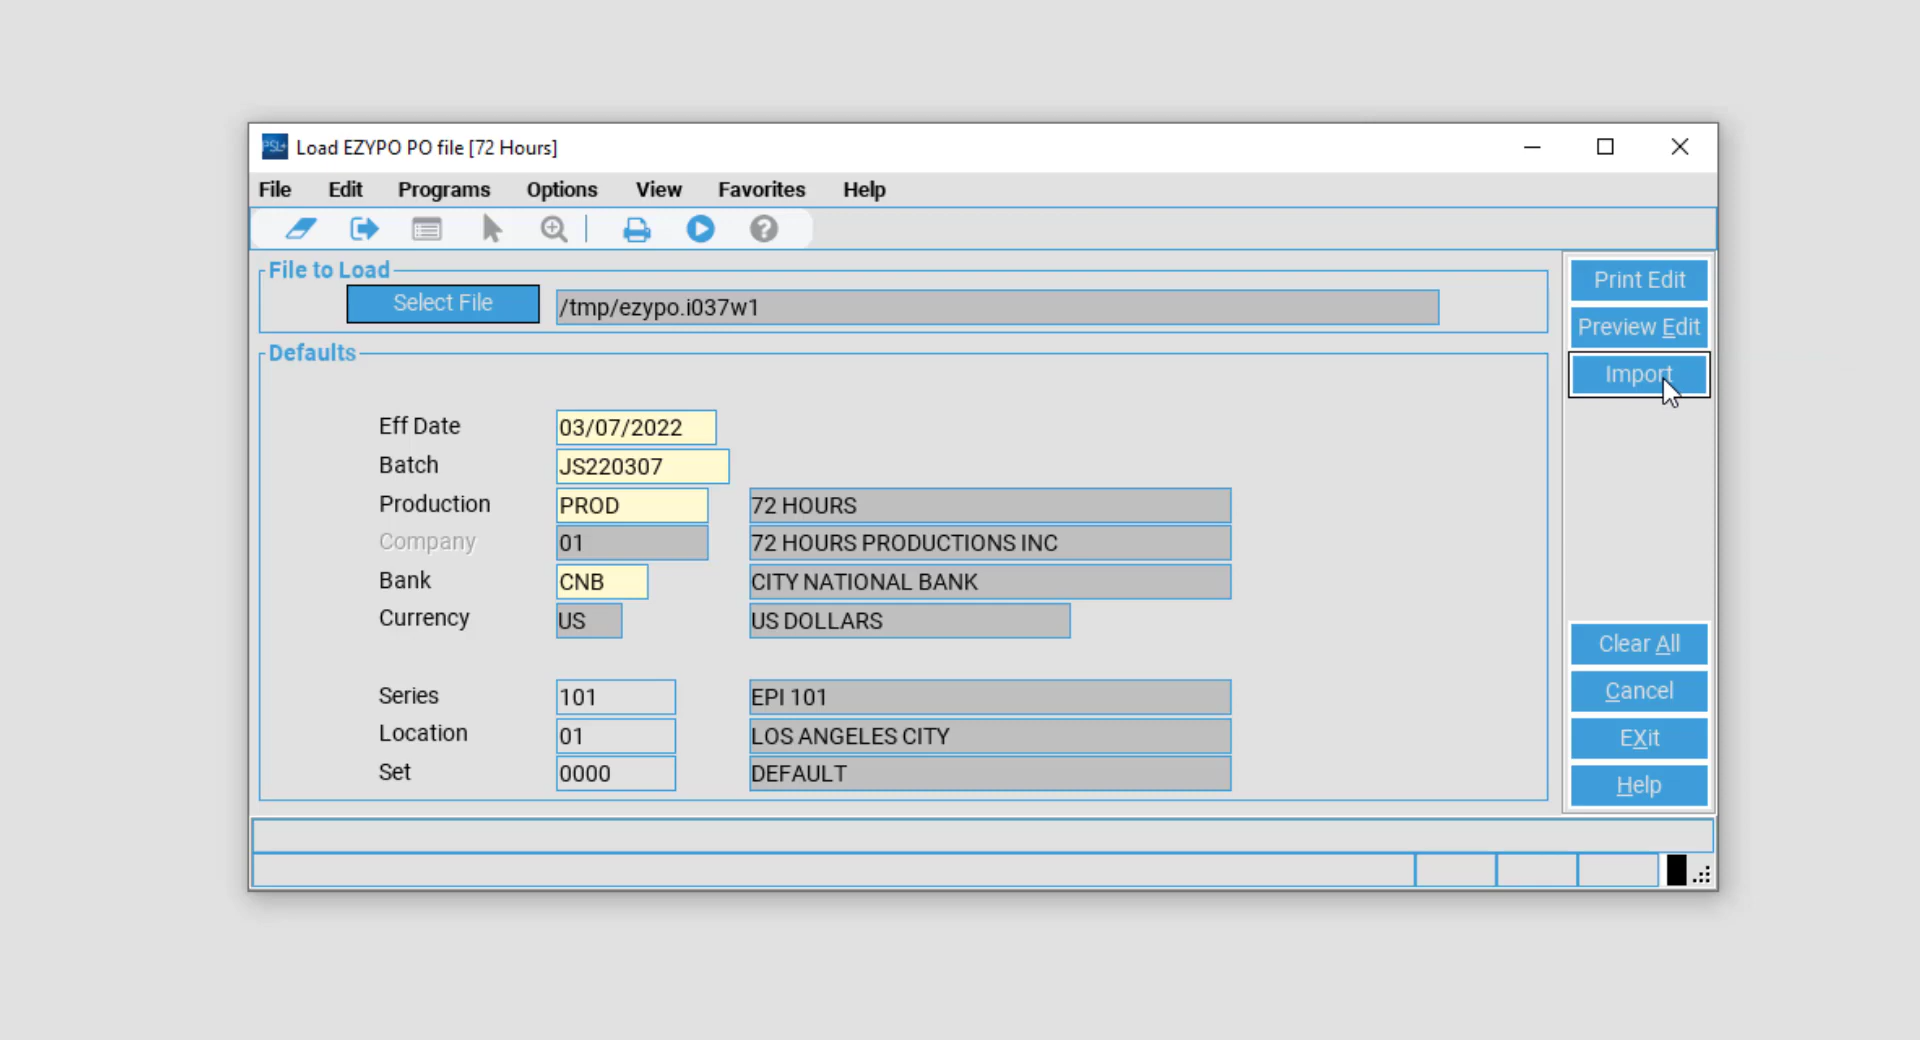 PSL+ Load EZYPO PO file [72 Hours]
File Edit Programs Options View Favorites Help
File to Load
Select File /tmp/ezypo.i037w1
Defaults
Eff Date 03/07/2022
Batch JS220307
Production PROD 72 HOURS
Company 01 72 HOURS PRODUCTIONS INC
Bank CNB CITY NATIONAL BANK
Currency US US DOLLARS
Series 101 EPI 101
Location 01 LOS ANGELES CITY
Set 0000 DEFAULT
Print Edit
Preview Edit
Import
Clear All
Cancel
EXit
Help